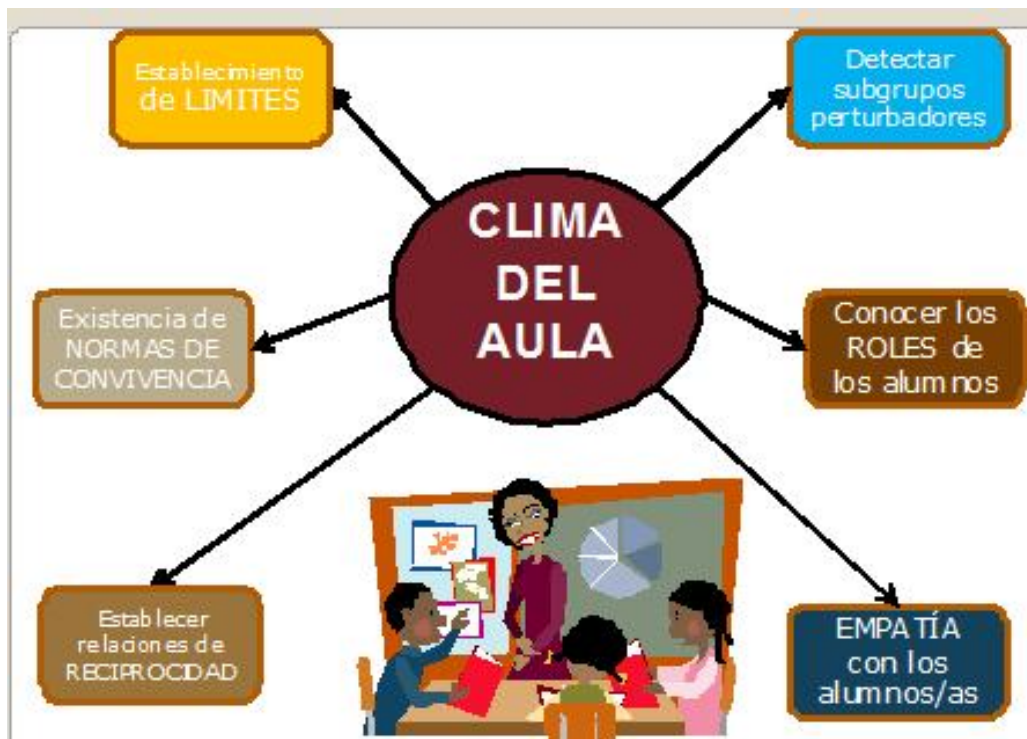 Establecimiento
de LIMITES
Detectar
subgrupos
perturbadores
CLIMA
DEL
AULA
Existencia de
NORMAS DE
CONVIVENCIA
Conocer los
ROLES de
los alumnos
Establecer
relaciones de
RECIPROCIDAD
EMPATÍA
con los
alumnos/as